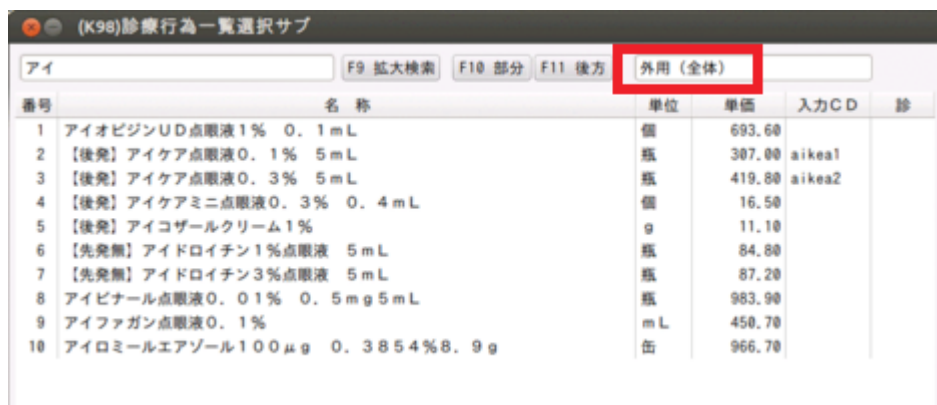 (K98)診療行為一覧選択サブ
アイ F9 拡大検索 F10 部分 F11 後方 外用（全体）
番号 名 称 単位 単価 入力CD 診
1 アイオピジンUD点眼液1% 0.1mL 個 693.60
2 【後発】アイケア点眼液0.1% 5mL 瓶 307.00 aikea1
3 【後発】アイケア点眼液0.3% 5mL 瓶 419.80 aikea2
4 【後発】アイケアミニ点眼液0.3% 0.4mL 個 16.50
5 【後発】アイコザールクリーム1% g 11.10
6 【先発無】アイドロイチン1%点眼液 5mL 瓶 84.80
7 【先発無】アイドロイチン3%点眼液 5mL 瓶 87.20
8 アイビナール点眼液0.01% 0.5mg5mL 瓶 983.90
9 アイファガン点眼液0.1% mL 450.70
10 アイロミールエアゾール100μg 0.3854%8.9g 缶 966.70